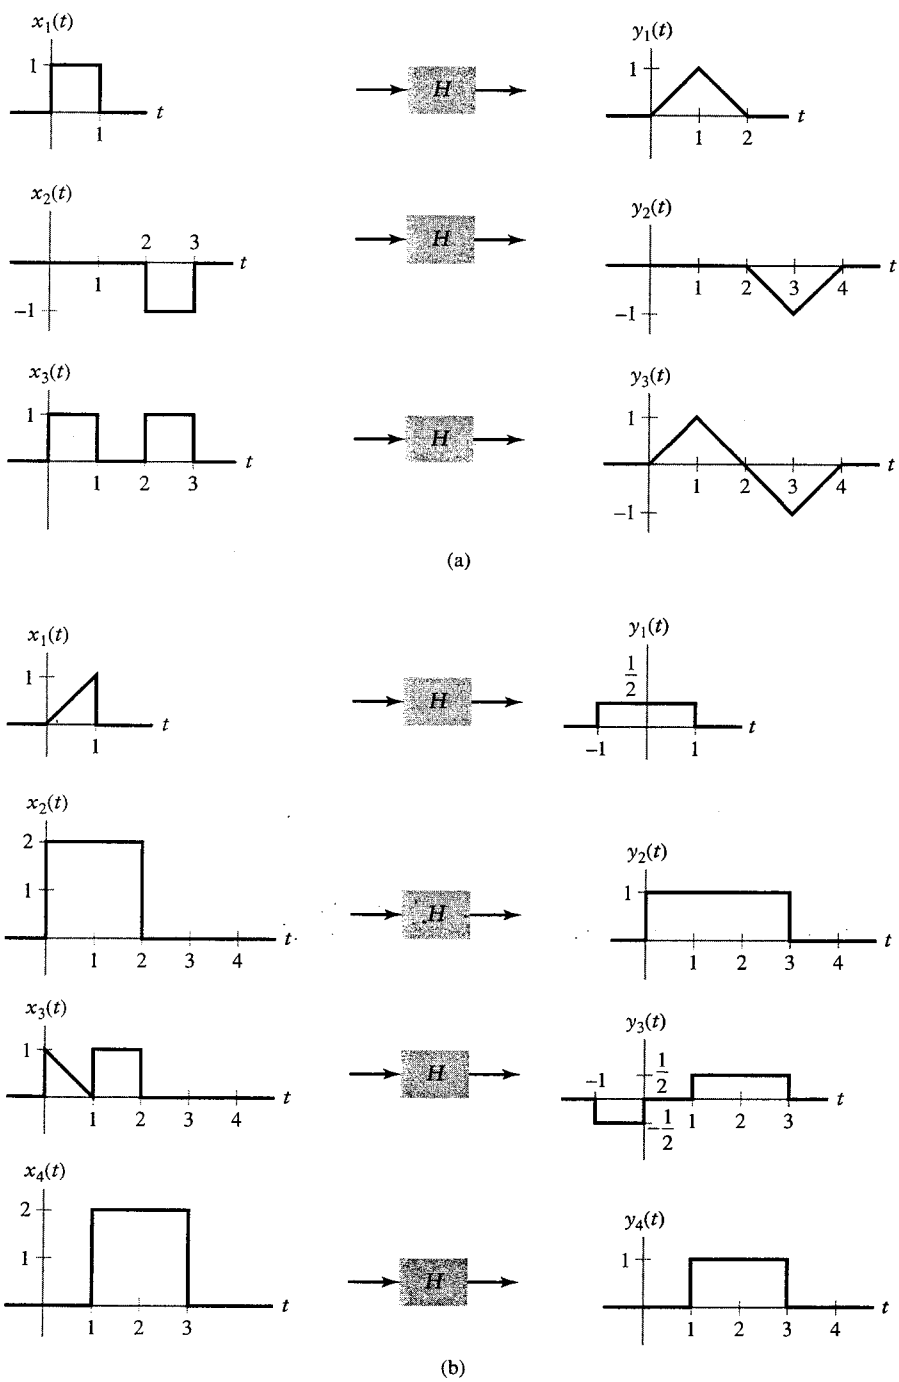 x1(t)
y1(t)
1
H
1
t
t
1
1 2
x2(t)
y2(t)
2 3
H
t
t
1
1 2 3 4
−1
−1
x3(t)
y3(t)
1
H
1
t
t
1 2 3
1 2 3 4
−1
(a)
x1(t)
y1(t)
1
H
1/2
t
t
1
−1 1
x2(t)
y2(t)
2
1
H
1
t
t
1 2 3 4
1 2 3 4
x3(t)
y3(t)
1
H
−1
1/2
t
t
1 2 3 4
−1/2
1 2 3
x4(t)
y4(t)
2
1
H
1
t
t
1 2 3
1 2 3 4
(b)